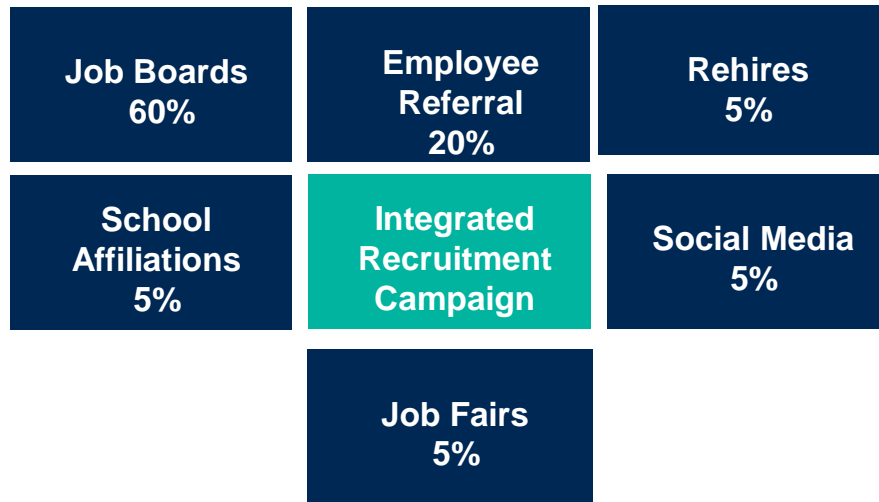 Job Boards
60%
Employee
Referral
20%
Rehires
5%
School
Affiliations
5%
Integrated
Recruitment
Campaign
Social Media
5%
Job Fairs
5%